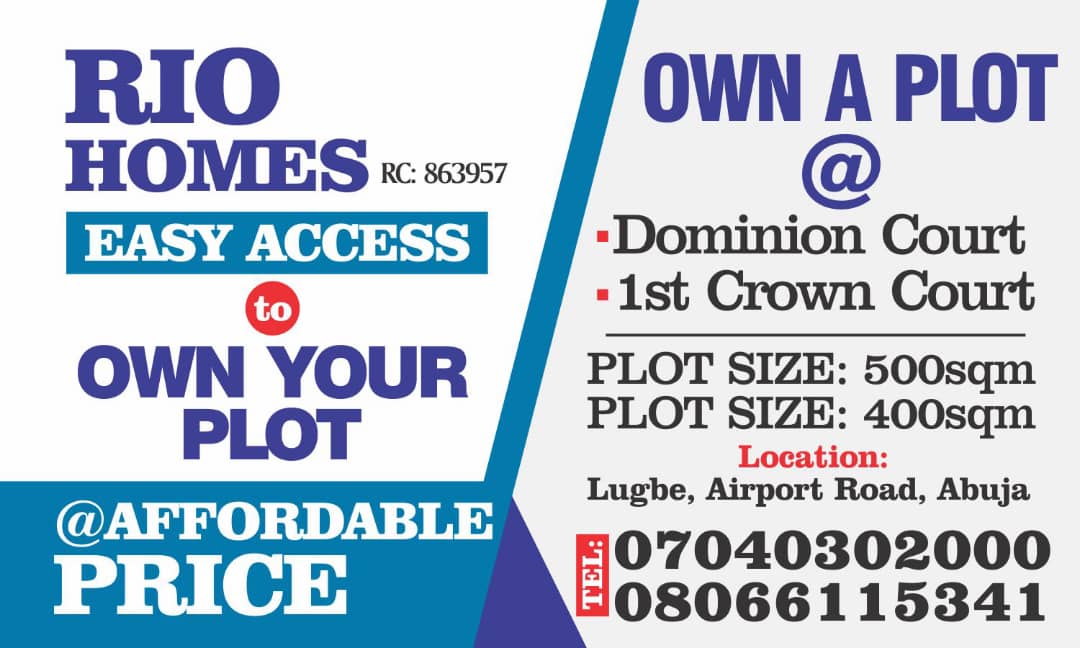 RIO
HOMES RC: 863957
EASY ACCESS
to
OWN YOUR
PLOT
@AFFORDABLE
PRICE
OWN A PLOT
@
▪Dominion Court
▪1st Crown Court
PLOT SIZE: 500sqm
PLOT SIZE: 400sqm
Location:
Lugbe, Airport Road, Abuja
TEL: 07040302000
08066115341